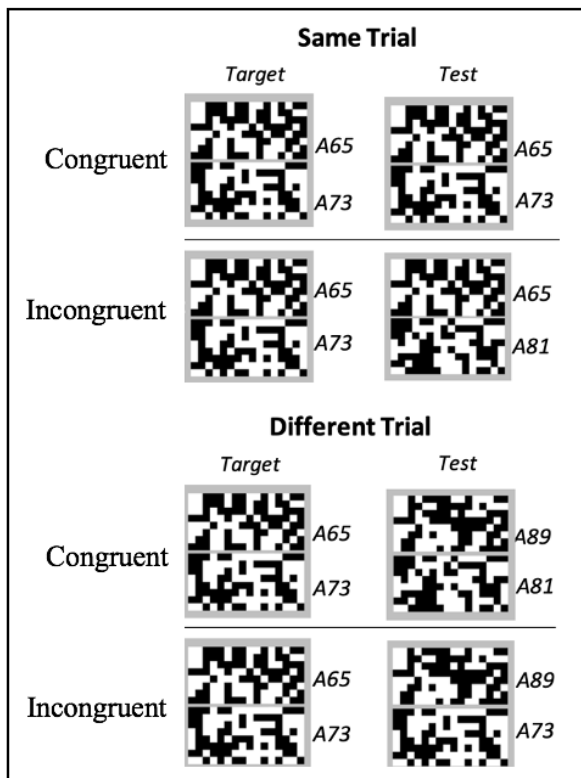 Same Trial
Target Test
Congruent
A65 A65
A73 A73
Incongruent
A65 A65
A73 A81
Different Trial
Target Test
Congruent
A65 A89
A73 A81
Incongruent
A65 A89
A73 A73